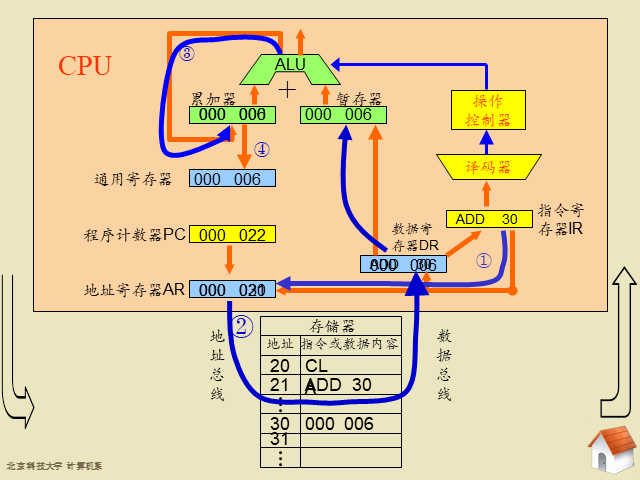 CPU
③
ALU
+
累加器
暂存器
操作
控制器
000 006
000 006
④
译码器
通用寄存器
000 006
ADD 30
指令寄
存器IR
程序计数器PC
000 022
数据寄
存器DR
①
000 006
地址寄存器AR
000
②
存储器
地址
指令或数据内容
地址总线
数据总线
20 CLA
21 ADD 30
⋮
30 000 006
31
⋮
北京科技大学 计算机系